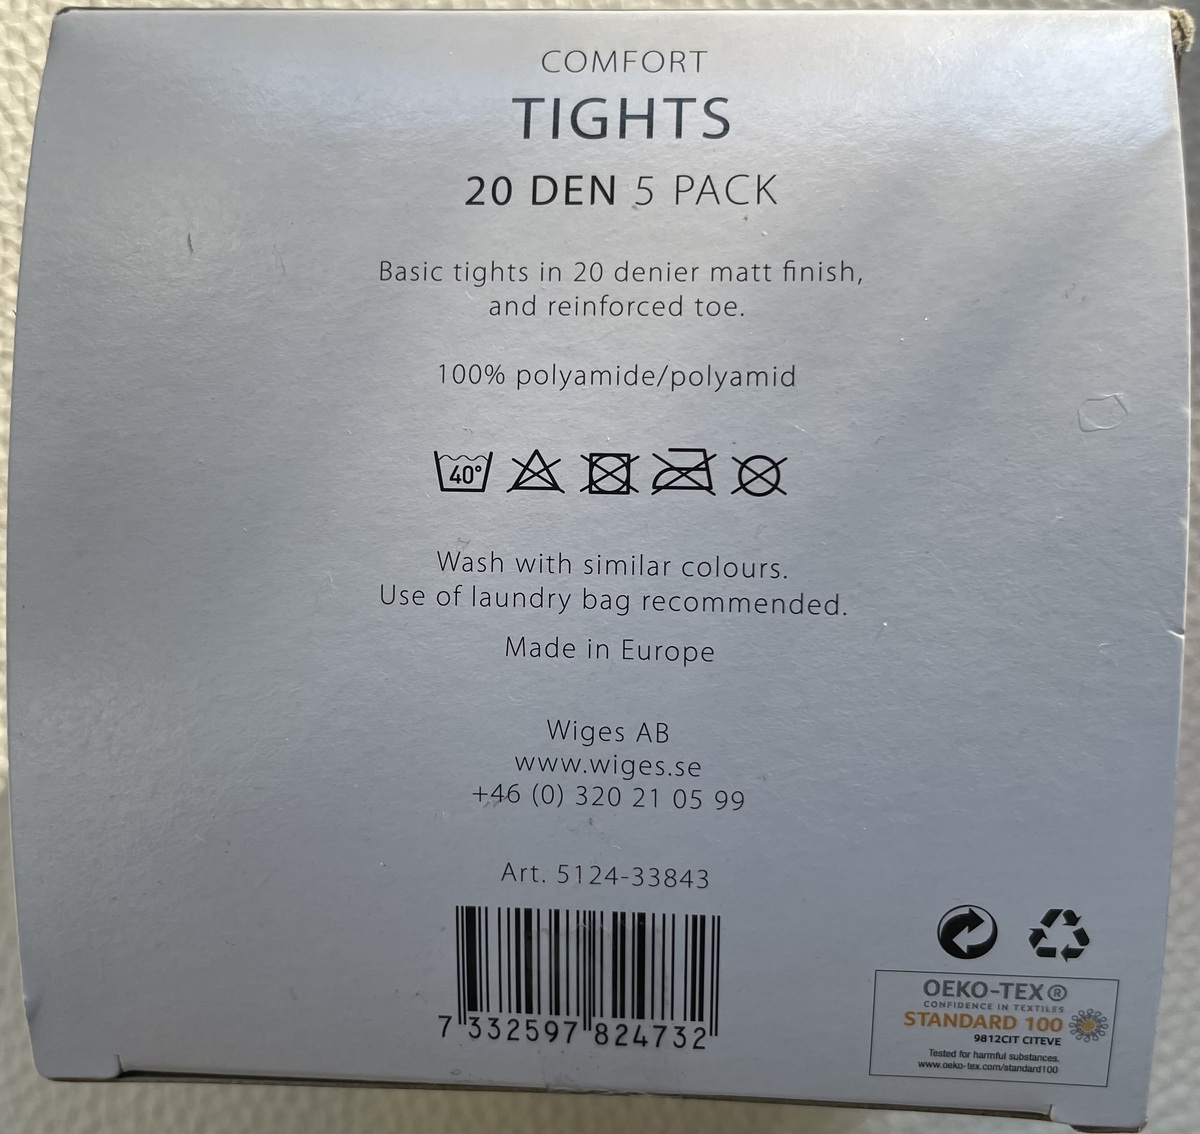 COMFORT
TIGHTS
20 DEN 5 PACK
Basic tights in 20 denier matt finish,
and reinforced toe.
100% polyamide/polyamid
40°
Wash with similar colours.
Use of laundry bag recommended.
Made in Europe
Wiges AB
www.wiges.se
+46 (0) 320 21 05 99
Art. 5124-33843
7 332597 824732
OEKO-TEX®
CONFIDENCE IN TEXTILES
STANDARD 100
9812CIT CITEVE
Tested for harmful substances.
www.oeko-tex.com/standard100